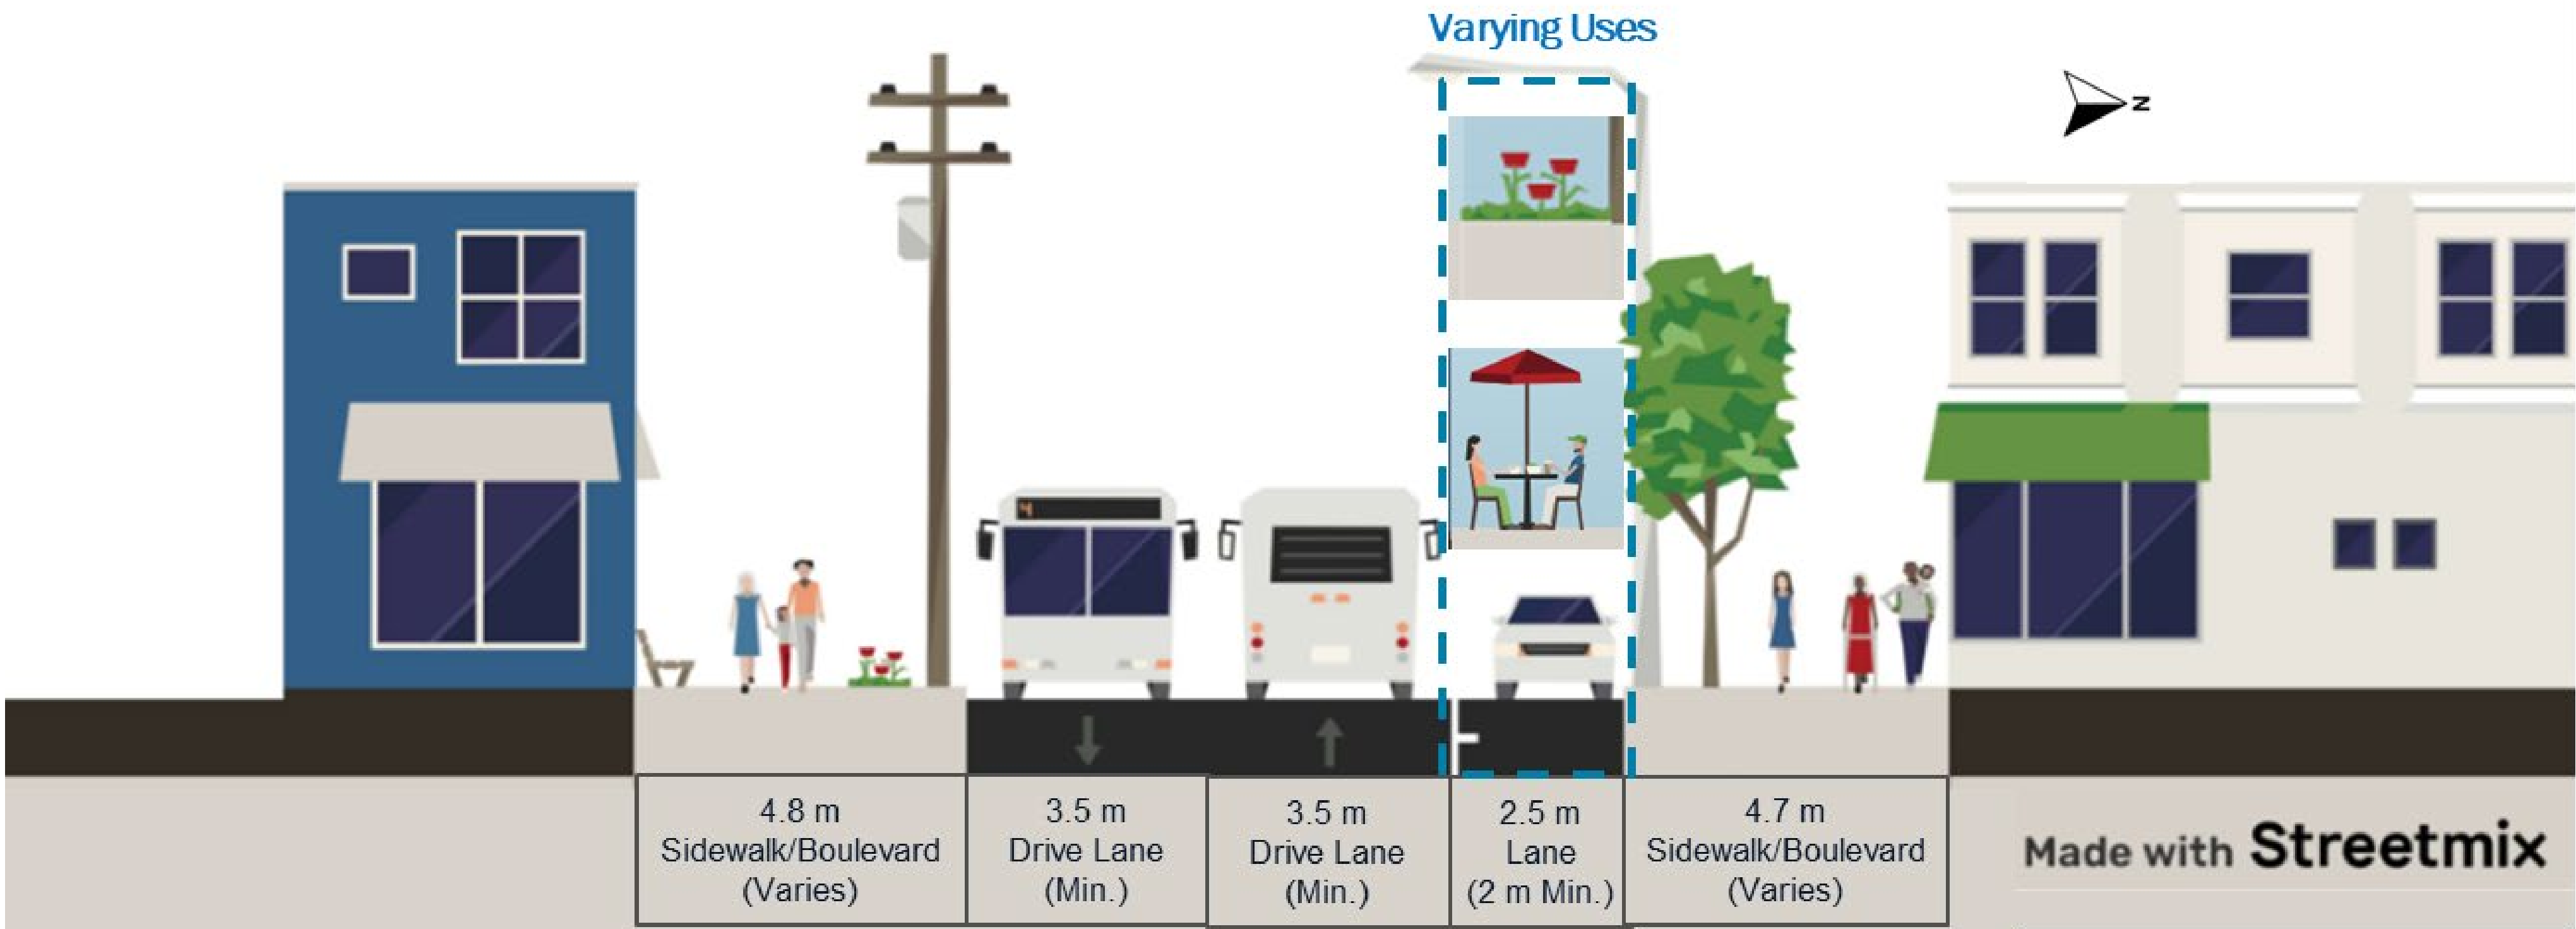 Varying Uses
N
4
4.8 m
Sidewalk/Boulevard
(Varies)
3.5 m
Drive Lane
(Min.)
3.5 m
Drive Lane
(Min.)
2.5 m
Lane
(2 m Min.)
4.7 m
Sidewalk/Boulevard
(Varies)
Made with Streetmix